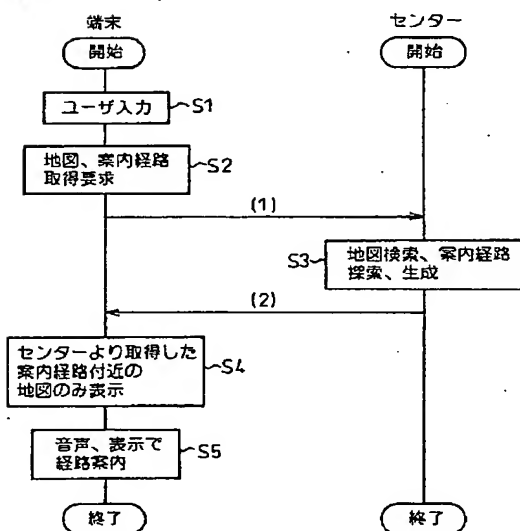 端末
センター
開始
開始
ユーザ入力
S1
地図、案内経路
取得要求
S2
(1)
地図検索、案内経路
探索、生成
S3
(2)
センターより取得した
案内経路付近の
地図のみ表示
S4
音声、表示で
経路案内
S5
終了
終了